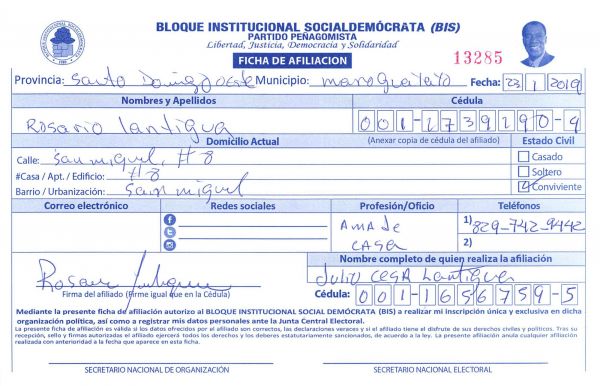 BLOQUE INSTITUCIONAL SOCIALDEMÓCRATA (BIS)
PARTIDO PEÑAGOMISTA
Libertad, Justicia, Democracia y Solidaridad
FICHA DE AFILIACION
13285
Provincia: Santo Domingo oeste Municipio: manoguayabo Fecha: 23 1 2019
Nombres y Apellidos Cédula
Rosario Lantigua 001-2739290-9
(Anexar copia de cédula del afiliado)
Domicilio Actual Estado Civil
Calle: San miguel, #8 Casado
#Casa / Apt. / Edificio: #8 Soltero
Barrio / Urbanización: San miguel Conviviente
Correo electrónico Redes sociales Profesión/Oficio Teléfonos
AMA de CASA 1) 829-742-9442
2)
Nombre completo de quien realiza la afiliación
Julio CESA Lantigua
Firma del afiliado (Firme igual que en la Cédula) Cédula: 001-1656759-5
Mediante la presente ficha de afiliación autorizo al BLOQUE INSTITUCIONAL SOCIAL DEMÓCRATA (BIS) a realizar mi inscripción única y exclusiva en dicha
organización política, así como a registrar mis datos personales ante la Junta Central Electoral.
La presente ficha de afiliación es válida si los datos ofrecidos por el afiliado son correctos, las declaraciones veraces y si el afiliado tiene al disfrute de sus derechos civiles y políticos. Tras su
recepción, sello y firmas autorizadas el afiliado ejercerá todos los derechos y los deberes estatutariamente sancionados, de acuerdo a la ley. La presente afiliación anula cualquier afiliación
realizada con anterioridad a la fecha que aparece en esta ficha.
SECRETARIO NACIONAL DE ORGANIZACIÓN SECRETARIO NACIONAL ELECTORAL